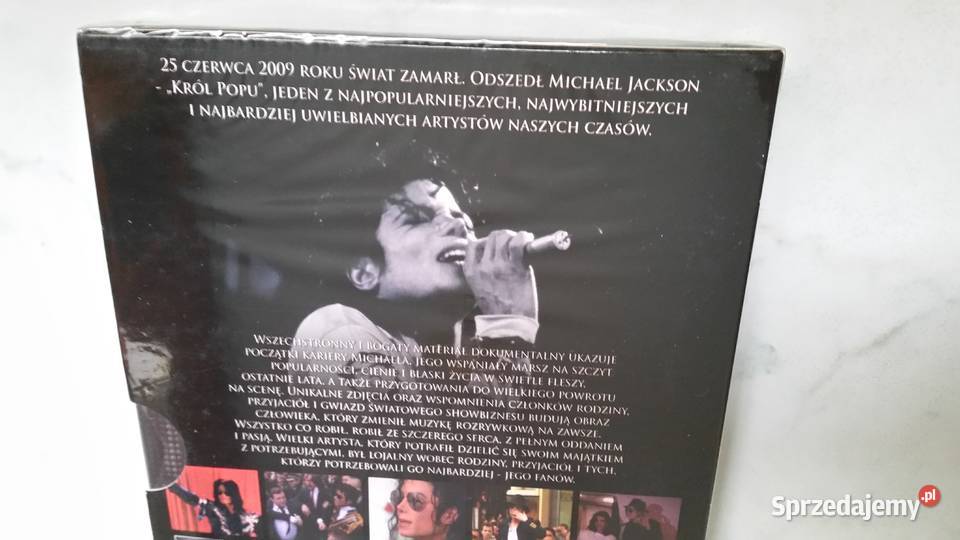 25 CZERWCA 2009 ROKU ŚWIAT ZAMARŁ. ODSZEDŁ MICHAEL JACKSON
- „KRÓL POPU”, JEDEN Z NAJPOPULARNIEJSZYCH, NAJWYBITNIEJSZYCH
I NAJBARDZIEJ UWIELBIANYCH ARTYSTÓW NASZYCH CZASÓW.
WSZECHSTRONNY I BOGATY MATERIAŁ DOKUMENTALNY UKAZUJE
POCZĄTKI KARIERY MICHAELA, JEGO WSPANIAŁY MARSZ NA SZCZYT
POPULARNOŚCI, CIENIE I BLASKI ŻYCIA W ŚWIETLE FLESZY,
OSTATNIE LATA, A TAKŻE PRZYGOTOWANIA DO WIELKIEGO POWROTU
NA SCENĘ. UNIKALNE ZDJĘCIA ORAZ WSPOMNIENIA CZŁONKÓW RODZINY,
PRZYJACIÓŁ I GWIAZD ŚWIATOWEGO SHOWBIZNESU BUDUJĄ OBRAZ
CZŁOWIEKA, KTÓRY ZMIENIŁ MUZYKĘ ROZRYWKOWĄ NA ZAWSZE.
WSZYSTKO CO ROBIŁ, ROBIŁ ZE SZCZEREGO SERCA, Z PEŁNYM ODDANIEM
I PASJĄ. WIELKI ARTYSTA, KTÓRY POTRAFIŁ DZIELIĆ SIĘ SWOIM MAJĄTKIEM
Z POTRZEBUJĄCYMI, BYŁ LOJALNY WOBEC RODZINY, PRZYJACIÓŁ I TYCH,
KTÓRZY POTRZEBOWALI GO NAJBARDZIEJ - JEGO FANÓW.
Sprzedajemy.pl